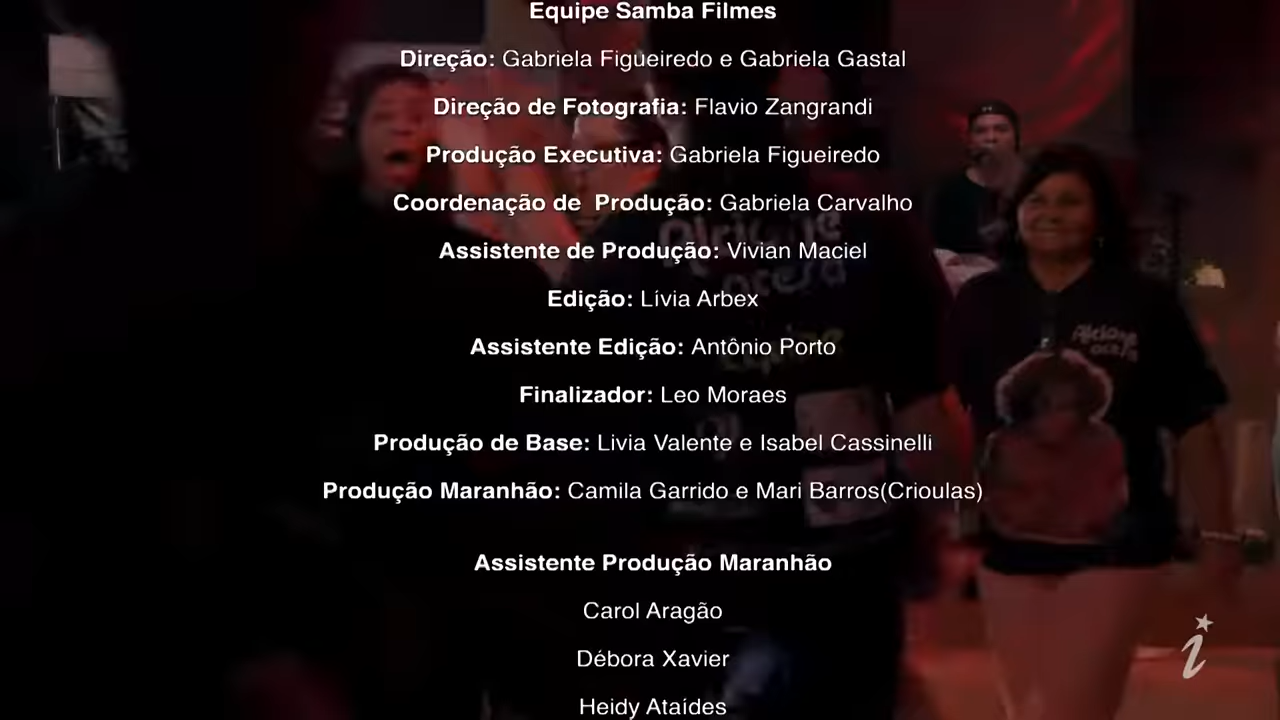 Equipe Samba Filmes
Direção: Gabriela Figueiredo e Gabriela Gastal
Direção de Fotografia: Flavio Zangrandi
Produção Executiva: Gabriela Figueiredo
Coordenação de  Produção: Gabriela Carvalho
Assistente de Produção: Vivian Maciel
Edição: Lívia Arbex
Assistente Edição: Antônio Porto
Finalizador: Leo Moraes
Produção de Base: Livia Valente e Isabel Cassinelli
Produção Maranhão: Camila Garrido e Mari Barros(Crioulas)
Assistente Produção Maranhão
Carol Aragão
Débora Xavier
Heidy Ataídes
i